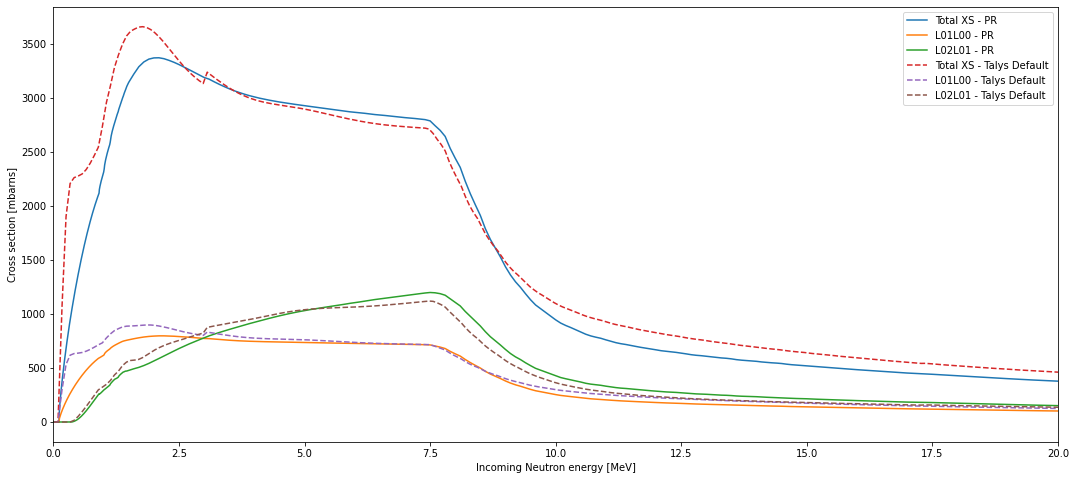 Total XS - PR
L01L00 - PR
L02L01 - PR
Total XS - Talys Default
L01L00 - Talys Default
L02L01 - Talys Default
3500
3000
2500
2000
1500
1000
500
0
Cross section [mbarns]
0.0 2.5 5.0 7.5 10.0 12.5 15.0 17.5 20.0
Incoming Neutron energy [MeV]